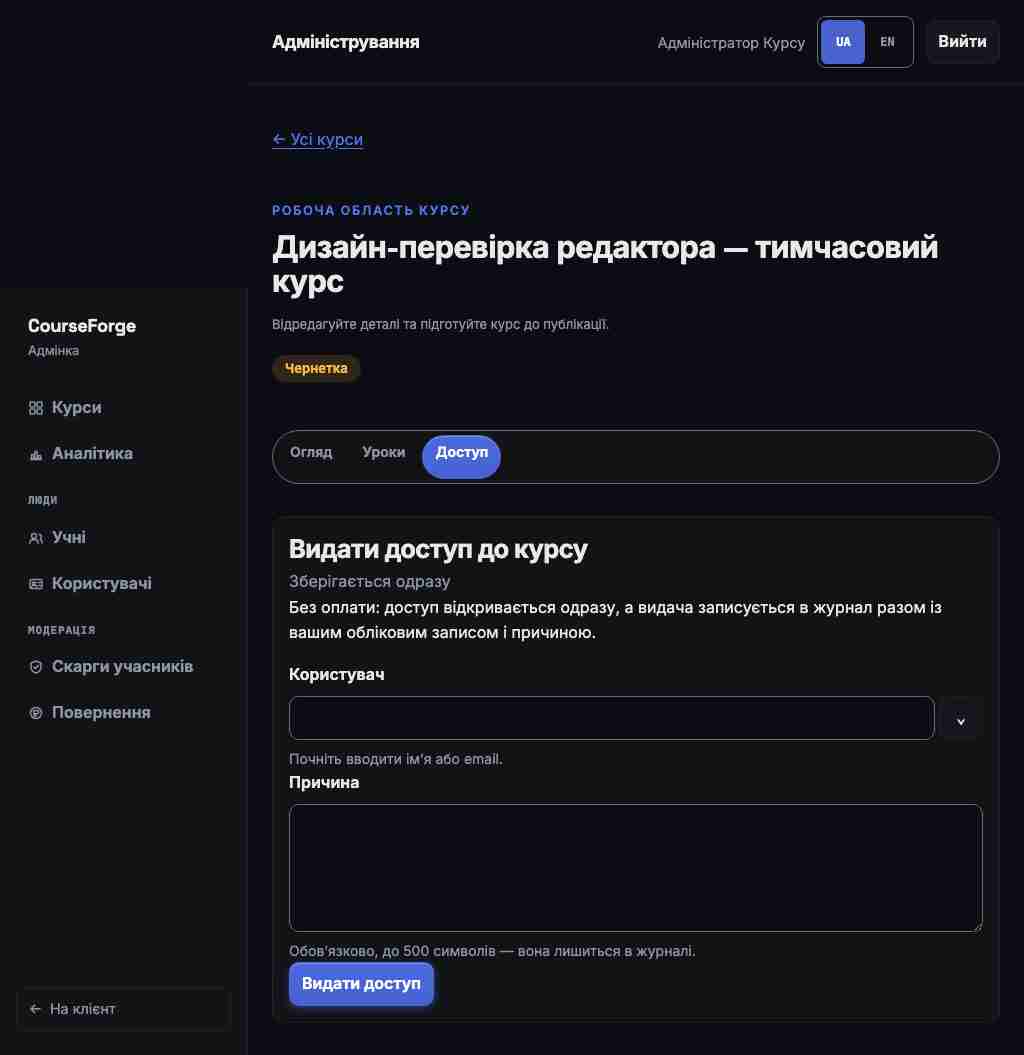 Адміністрування
Адміністратор Курсу
UA
EN
Вийти
← Усі курси
РОБОЧА ОБЛАСТЬ КУРСУ
Дизайн-перевірка редактора — тимчасовий
курс
Відредагуйте деталі та підготуйте курс до публікації.
Чернетка
CourseForge
Адмінка
Курси
Аналітика
ЛЮДИ
Учні
Користувачі
МОДЕРАЦІЯ
Скарги учасників
Повернення
← На клієнт
Огляд
Уроки
Доступ
Видати доступ до курсу
Зберігається одразу
Без оплати: доступ відкривається одразу, а видача записується в журнал разом із
вашим обліковим записом і причиною.
Користувач
Почніть вводити ім'я або email.
Причина
Обов'язково, до 500 символів — вона лишиться в журналі.
Видати доступ